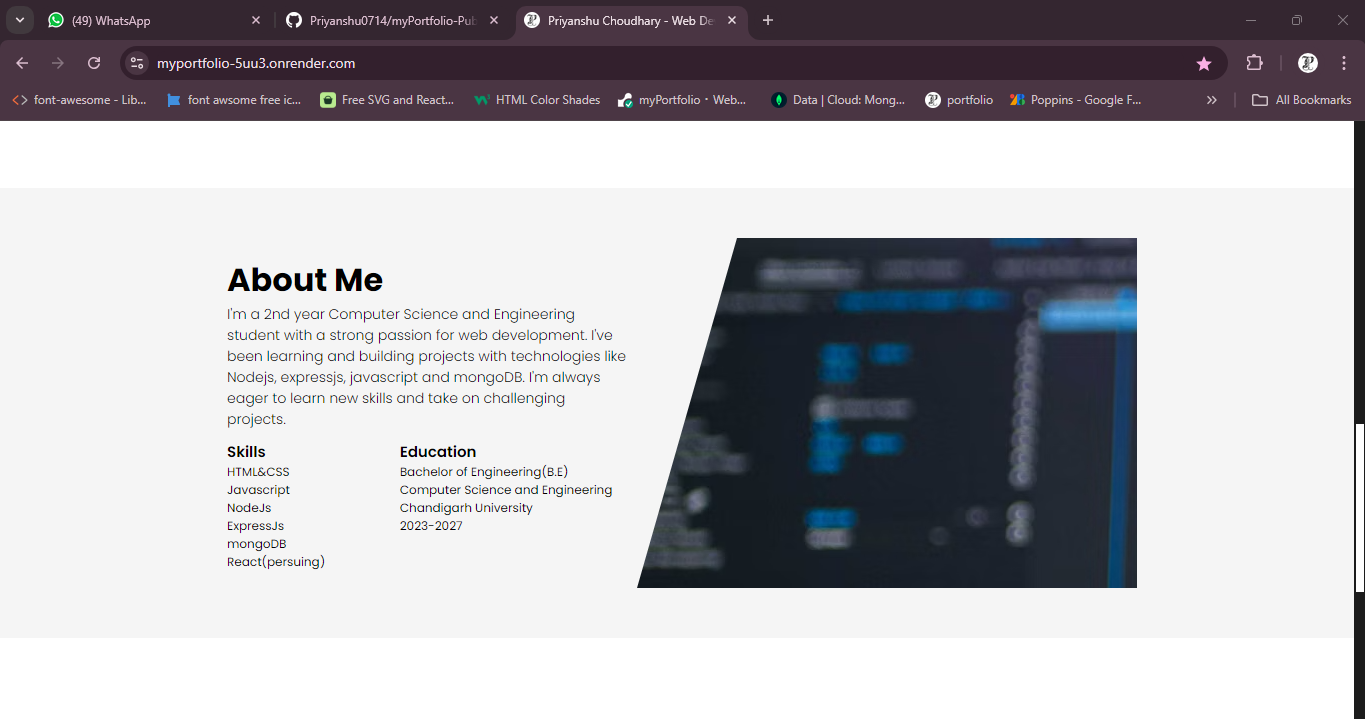 (49) WhatsApp
Priyanshu0714/myPortfolio-Pub
Priyanshu Choudhary - Web De
myportfolio-5uu3.onrender.com
font-awesome - Lib...
font awsome free ic...
Free SVG and React...
HTML Color Shades
myPortfolio · Web...
Data | Cloud: Mong...
portfolio
Poppins - Google F...
All Bookmarks
About Me
I'm a 2nd year Computer Science and Engineering
student with a strong passion for web development. I've
been learning and building projects with technologies like
Nodejs, expressjs, javascript and mongoDB. I'm always
eager to learn new skills and take on challenging
projects.
Skills
HTML&CSS
Javascript
NodeJs
ExpressJs
mongoDB
React(persuing)
Education
Bachelor of Engineering(B.E)
Computer Science and Engineering
Chandigarh University
2023-2027